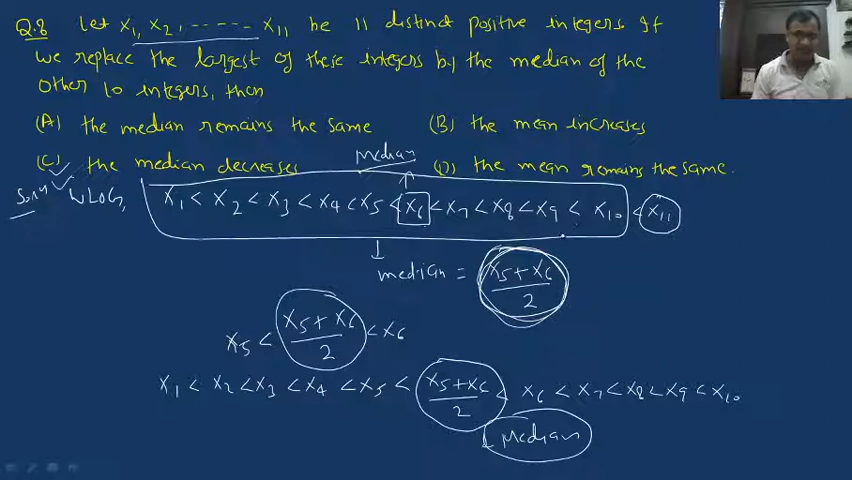 Q.8 Let x₁, x₂, ------- x₁₁ be 11 distinct positive integers. If
we replace the largest of these integers by the median of the
other 10 integers, then
(A) the median remains the same (B) the mean increases
(C) the median decreases (D) the mean remains the same.
Median
Solⁿ WLOG, x₁ < x₂ < x₃ < x₄ < x₅ < x₆ < x₇ < x₈ < x₉ < x₁₀ < x₁₁
median = x₅+x₆/2
x₅ < x₅+x₆/2 < x₆
x₁ < x₂ < x₃ < x₄ < x₅ < x₅+x₆/2 < x₆ < x₇ < x₈ < x₉ < x₁₀
Median